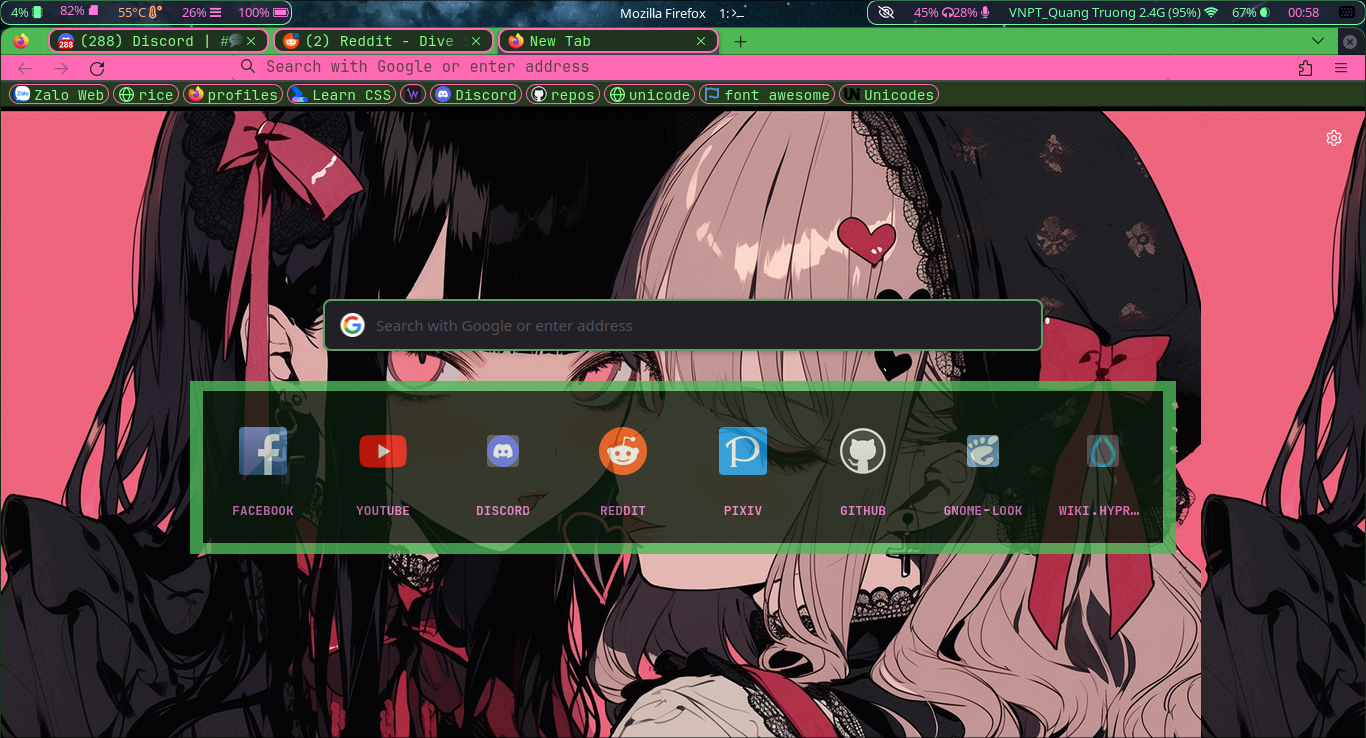 4% 82% 55°C 26% 100% Mozilla Firefox 1: 45% 28% VNPT_Quang Truong 2.4G (95%) 67% 00:58
(288) Discord | # (2) Reddit - Dive New Tab
Search with Google or enter address
Zalo Web rice profiles Learn CSS Discord repos unicode font awesome Unicodes
Search with Google or enter address
FACEBOOK YOUTUBE DISCORD REDDIT PIXIV GITHUB GNOME-LOOK WIKI.HYPR…